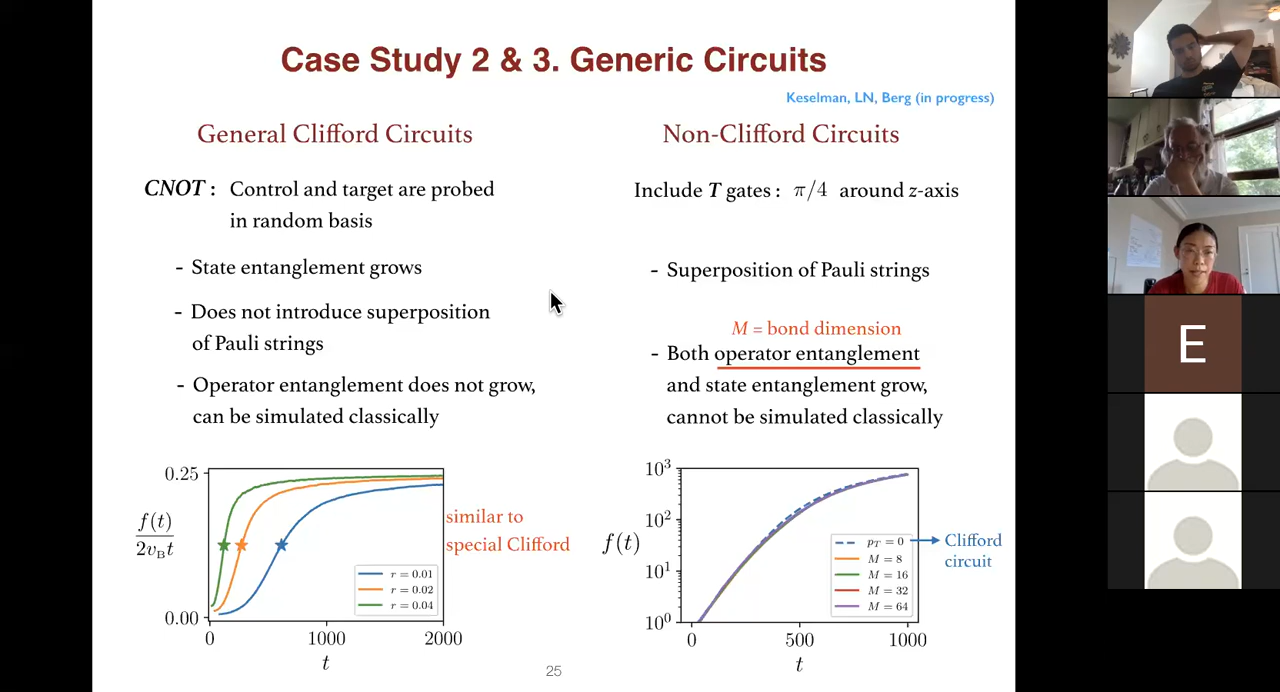 Case Study 2 & 3. Generic Circuits
Keselman, LN, Berg (in progress)
General Clifford Circuits
CNOT : Control and target are probed
in random basis
- State entanglement grows
- Does not introduce superposition
of Pauli strings
- Operator entanglement does not grow,
can be simulated classically
0.25
f(t)
2v_B t
0.00
0
1000
2000
t
r = 0.01
r = 0.02
r = 0.04
similar to
special Clifford
Non-Clifford Circuits
Include T gates : π/4 around z-axis
- Superposition of Pauli strings
M = bond dimension
- Both operator entanglement
and state entanglement grow,
cannot be simulated classically
10³
10²
f(t)
10¹
10⁰
0
500
1000
t
p_T = 0
M = 8
M = 16
M = 32
M = 64
Clifford
circuit
25
E